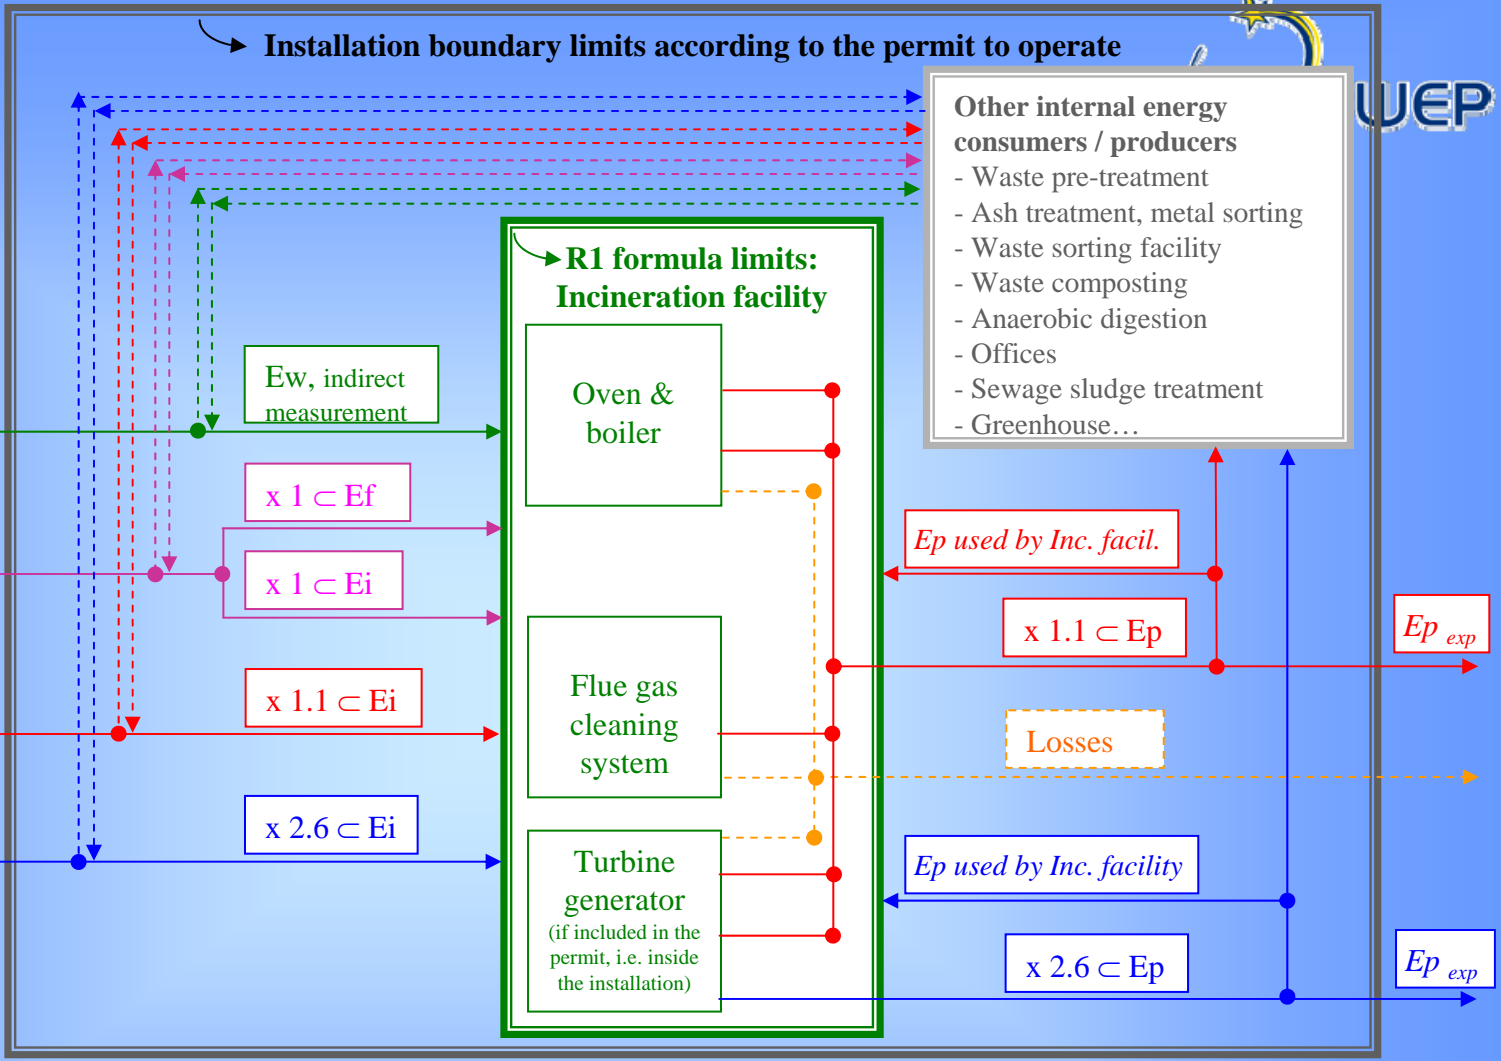 Installation boundary limits according to the permit to operate
WEP
Other internal energy
consumers / producers
- Waste pre-treatment
- Ash treatment, metal sorting
- Waste sorting facility
- Waste composting
- Anaerobic digestion
- Offices
- Sewage sludge treatment
- Greenhouse…
R1 formula limits:
Incineration facility
Ew, indirect
measurement
Oven &
boiler
x 1 ⊂ Ef
x 1 ⊂ Ei
Ep used by Inc. facil.
x 1.1 ⊂ Ep
Ep exp
Flue gas
cleaning
system
x 1.1 ⊂ Ei
Losses
x 2.6 ⊂ Ei
Turbine
generator
(if included in the
permit, i.e. inside
the installation)
Ep used by Inc. facility
x 2.6 ⊂ Ep
Ep exp